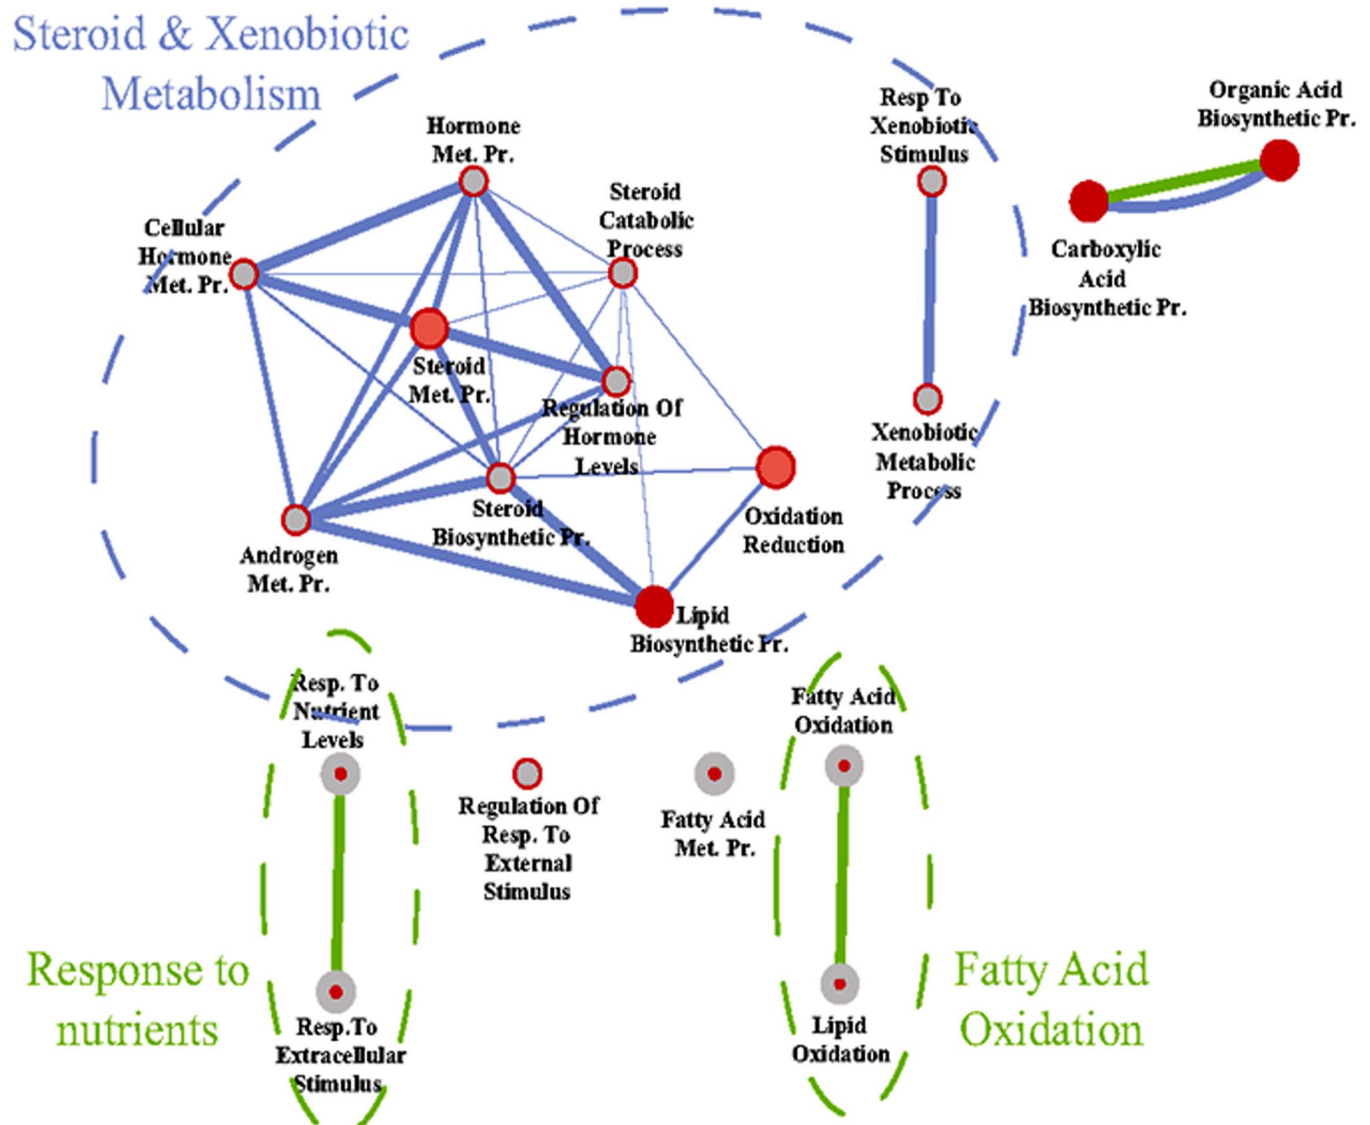 Steroid & Xenobiotic
Metabolism
Hormone
Met. Pr.
Steroid
Catabolic
Process
Cellular
Hormone
Met. Pr.
Steroid
Met. Pr.
Regulation Of
Hormone
Levels
Steroid
Biosynthetic Pr.
Androgen
Met. Pr.
Oxidation
Reduction
Lipid
Biosynthetic Pr.
Resp To
Xenobiotic
Stimulus
Xenobiotic
Metabolic
Process
Organic Acid
Biosynthetic Pr.
Carboxylic
Acid
Biosynthetic Pr.
Resp. To
Nutrient
Levels
Regulation Of
Resp. To
External
Stimulus
Fatty Acid
Met. Pr.
Fatty Acid
Oxidation
Response to
nutrients
Resp.To
Extracellular
Stimulus
Lipid
Oxidation
Fatty Acid
Oxidation